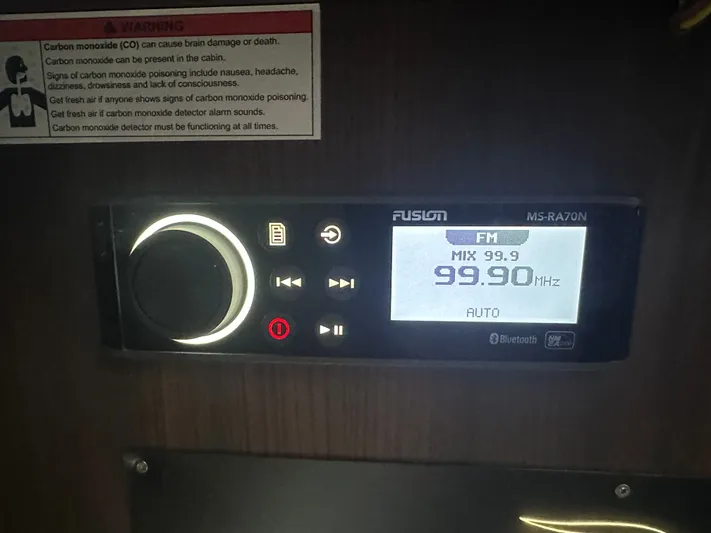 WARNING
Carbon monoxide (CO) can cause brain damage or death.
Carbon monoxide can be present in the cabin.
Signs of carbon monoxide poisoning include nausea, headache,
dizziness, drowsiness and lack of consciousness.
Get fresh air if anyone shows signs of carbon monoxide poisoning.
Get fresh air if carbon monoxide detector alarm sounds.
Carbon monoxide detector must be functioning at all times.
FUSION MS-RA70N
FM
MIX 99.9
99.90MHz
AUTO
Bluetooth